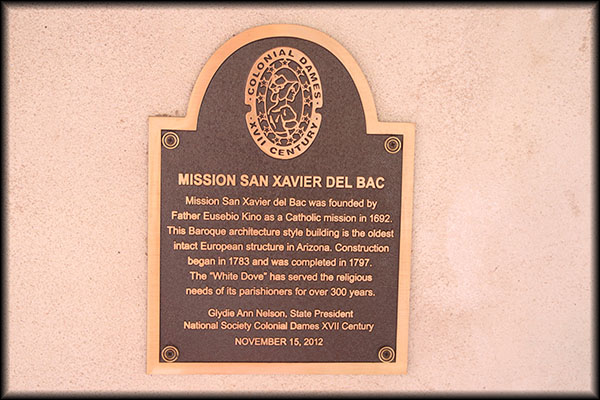 COLONIAL DAMES
XVII CENTURY
MISSION SAN XAVIER DEL BAC
Mission San Xavier del Bac was founded by
Father Eusebio Kino as a Catholic mission in 1692.
This Baroque architecture style building is the oldest
intact European structure in Arizona. Construction
began in 1783 and was completed in 1797.
The "White Dove" has served the religious
needs of its parishioners for over 300 years.
Glydie Ann Nelson, State President
National Society Colonial Dames XVII Century
NOVEMBER 15, 2012